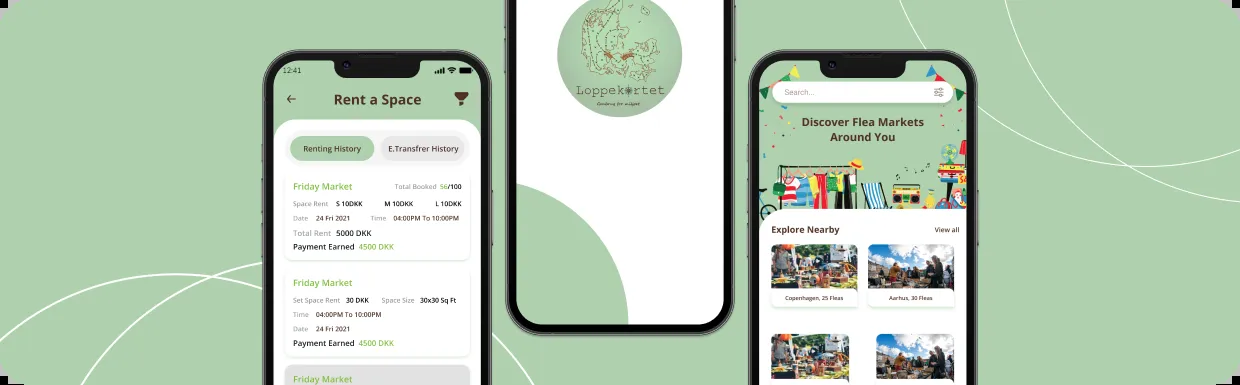 12:41
Rent a Space
Renting History
E.Transfrer History
Friday Market
Total Booked 56/100
Space Rent S 10DKK M 10DKK L 10DKK
Date 24 Fri 2021 Time 04:00PM To 10:00PM
Total Rent 5000 DKK
Payment Earned 4500 DKK
Friday Market
Set Space Rent 30 DKK Space Size 30x30 Sq Ft
Time 04:00PM To 10:00PM
Date 24 Fri 2021
Payment Earned 4500 DKK
Friday Market
Loppekortet
Search...
Discover Flea Markets
Around You
Explore Nearby
View all
Copenhagen, 25 Fleas
Aarhus, 30 Fleas